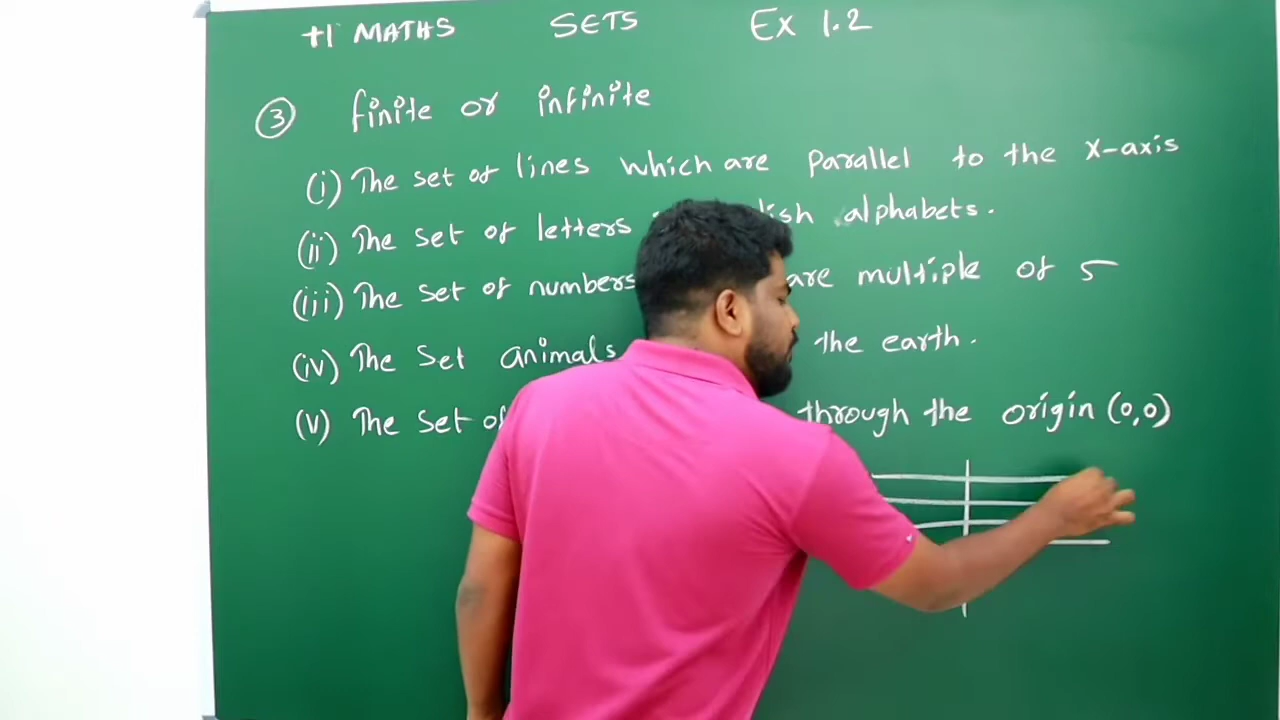 +1 MATHS SETS Ex 1.2
③ finite or infinite
(i) The set of lines which are parallel to the x-axis
(ii) The set of letters alphabets.
(iii) The set of numbers are multiple of 5
(iv) The set animals the earth.
(v) The set of through the origin (0,0)